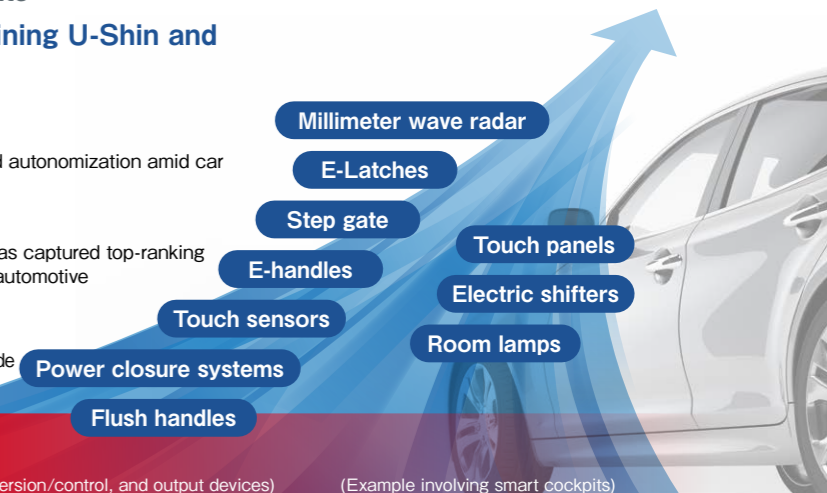 ining U-Shin and
Millimeter wave radar
d autonomization amid car
E-Latches
Step gate
as captured top-ranking
automotive
E-handles
Touch panels
Electric shifters
Touch sensors
Room lamps
de
Power closure systems
Flush handles
ersion/control, and output devices)
(Example involving smart cockpits)